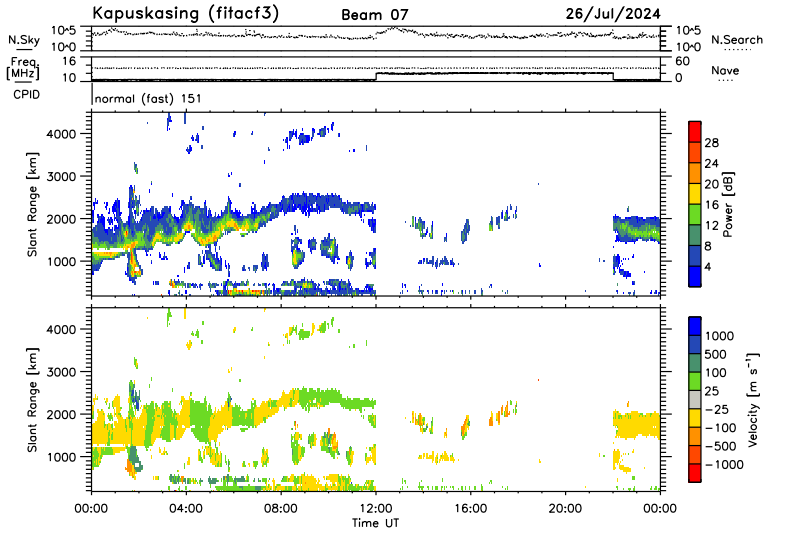 Kapuskasing (fitacf3) Beam 07 26/Jul/2024
N.Sky 10^5 10^0 10^5 10^0 N.Search
Freq. [MHz] 16 10 60 0 Nave
CPID normal (fast) 151
Slant Range [km] 4000 3000 2000 1000
Power [dB] 28 24 20 16 12 8 4
Slant Range [km] 4000 3000 2000 1000
Velocity [m s⁻¹] 1000 500 100 25 −25 −100 −500 −1000
00:00 04:00 08:00 12:00 16:00 20:00 00:00
Time UT